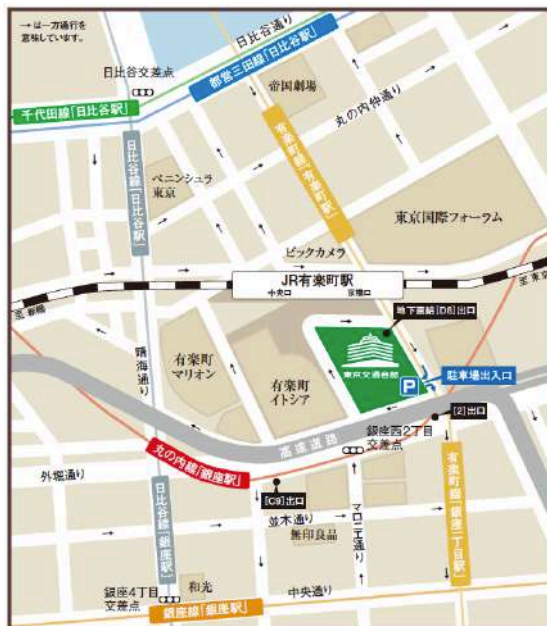 →は一方通行を
意味しています。
日比谷通り
都営三田線「日比谷駅」
日比谷交差点
千代田線「日比谷駅」
帝国劇場
丸の内仲通り
日比谷線「日比谷駅」
有楽町線「有楽町駅」
ペニンシュラ
東京
東京国際フォーラム
ビックカメラ
JR有楽町駅
中央口
京橋口
至新橋
至東京
地下直結[D8]出口
晴海通り
有楽町
マリオン
有楽町
イトシア
東京交通会館
P
駐車場出入口
[2]出口
高速道路
銀座西2丁目
交差点
丸の内線「銀座駅」
外堀通り
[C9]出口
日比谷線「銀座駅」
並木通り
マロニエ通り
有楽町線「銀座一丁目駅」
無印良品
和光
中央通り
銀座4丁目
交差点
銀座線「銀座駅」